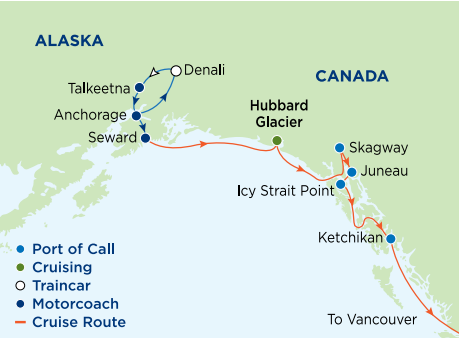 ALASKA
Denali
Talkeetna
CANADA
Anchorage
Hubbard
Glacier
Seward
Skagway
Juneau
Icy Strait Point
Ketchikan
Port of Call
Cruising
Traincar
Motorcoach
Cruise Route
To Vancouver